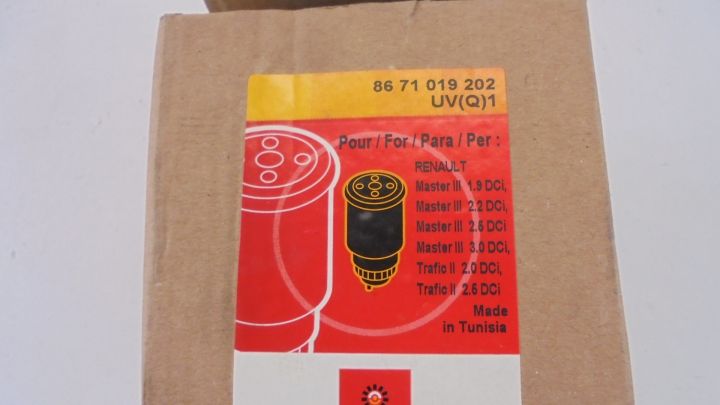 86 71 019 202
UV(Q)1
Pour / For / Para / Per :
RENAULT
Master III 1.9 DCi,
Master III 2.2 DCi,
Master III 2.5 DCi
Master III 3.0 DCi,
Trafic II 2.0 DCi,
Trafic II 2.5 DCi
Made
in Tunisia